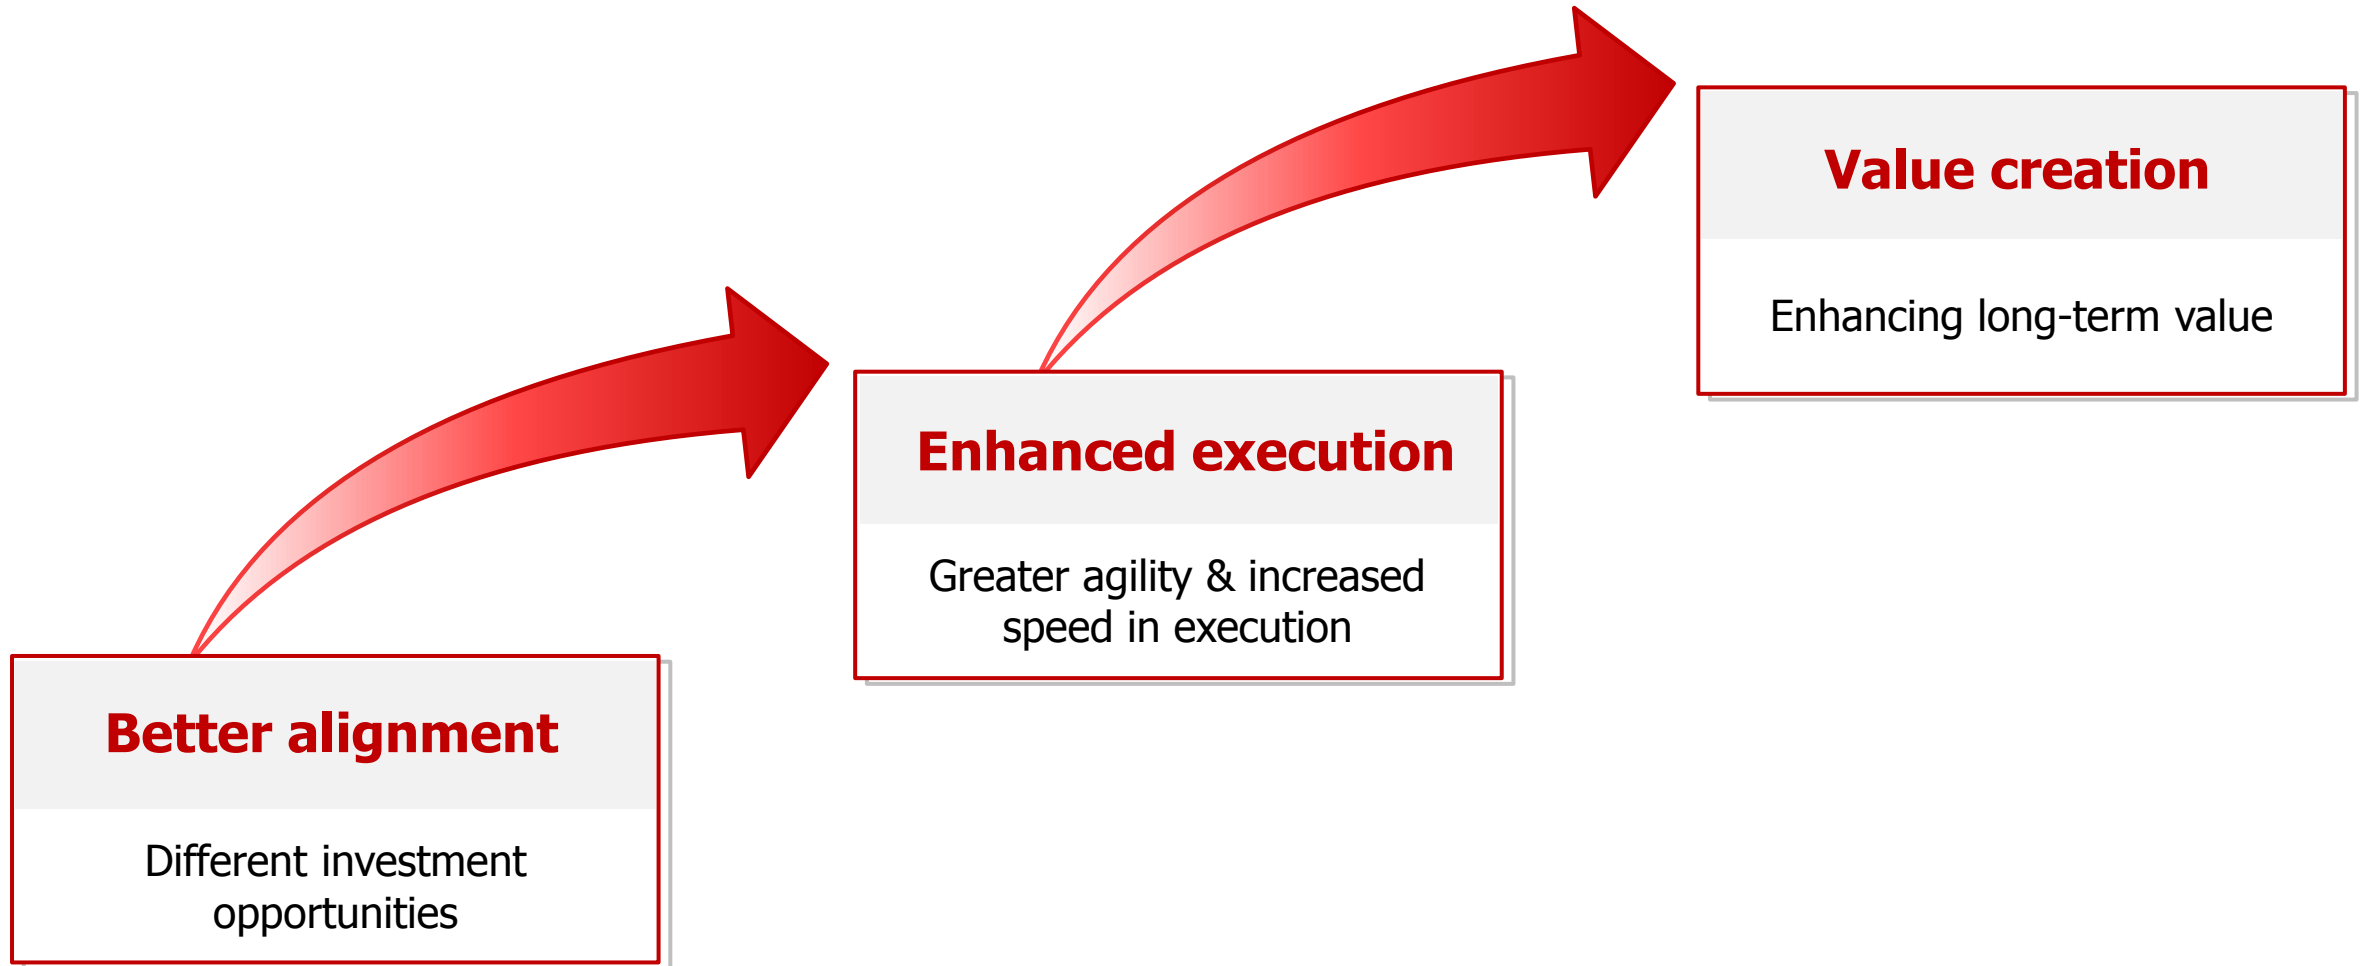 Value creation
Enhancing long-term value
Enhanced execution
Greater agility & increased
speed in execution
Better alignment
Different investment
opportunities